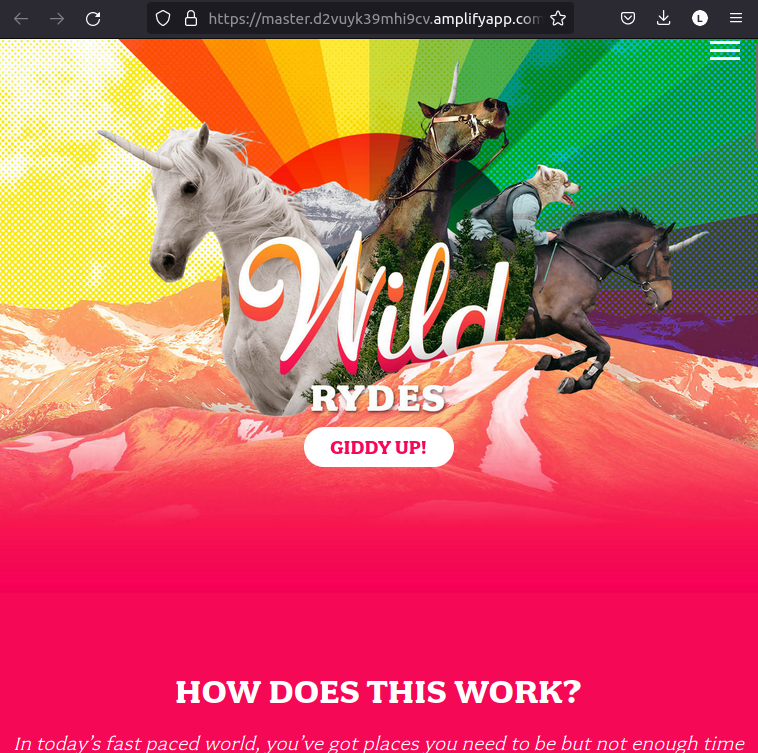 https://master.d2vuyk39mhi9cv.amplifyapp.com
L
Wild
RYDES
GIDDY UP!
HOW DOES THIS WORK?
In today’s fast paced world, you’ve got places you need to be but not enough time